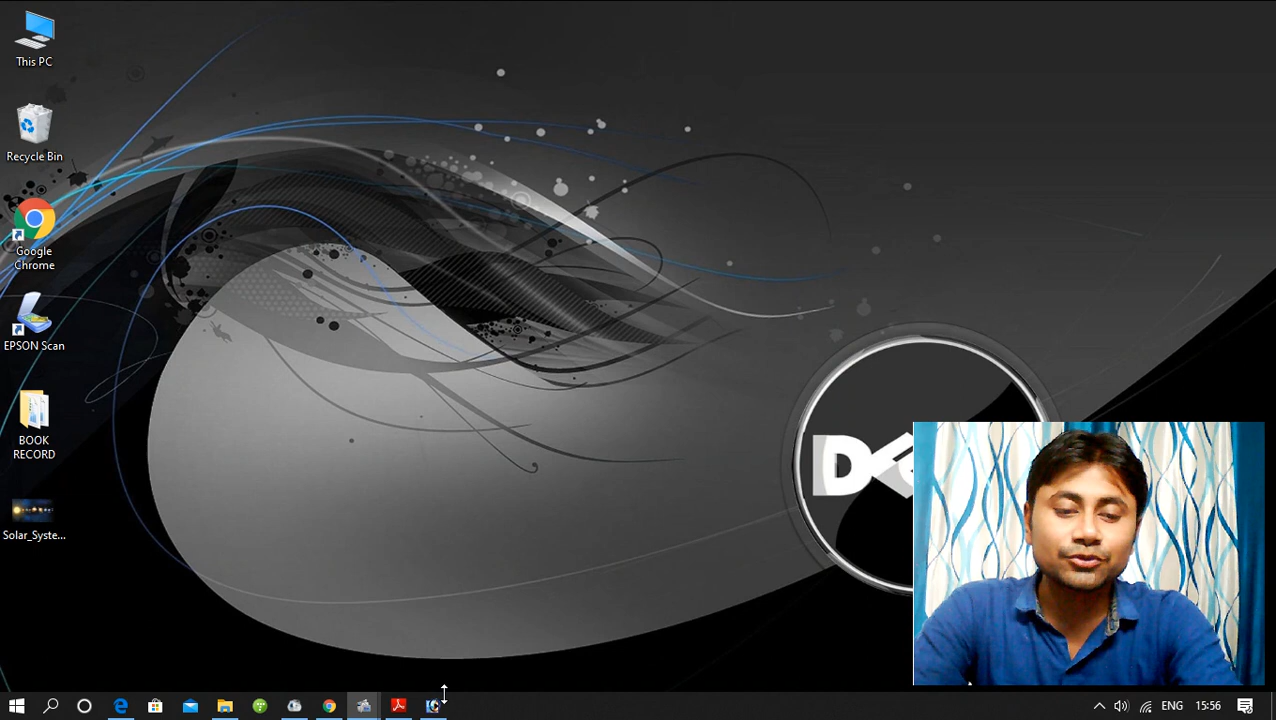 This PC
Recycle Bin
Google
Chrome
EPSON Scan
BOOK
RECORD
Solar_Syste...
ENG
15:56